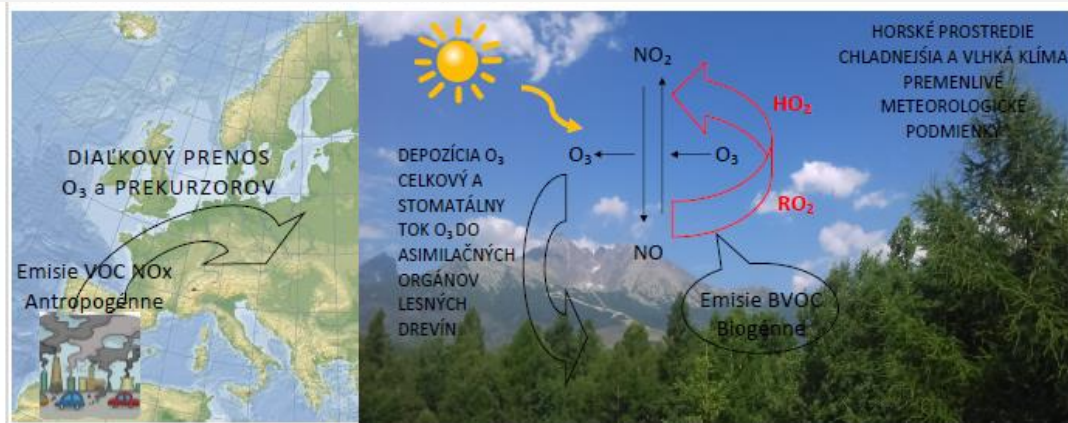 DIAĽKOVÝ PRENOS
O₃ a PREKURZOROV
Emisie VOC NOx
Antropogénne
DEPOZÍCIA O₃
CELKOVÝ A
STOMATÁLNY
TOK O₃ DO
ASIMILAČNÝCH
ORGÁNOV
LESNÝCH
DREVÍN
NO₂
O₃
O₃
NO
HO₂
RO₂
Emisie BVOC
Biogénne
HORSKÉ PROSTREDIE
CHLADNEJŠIA A VLHKÁ KLÍMA
PREMENLIVÉ
METEOROLOGICKÉ
PODMIENKY